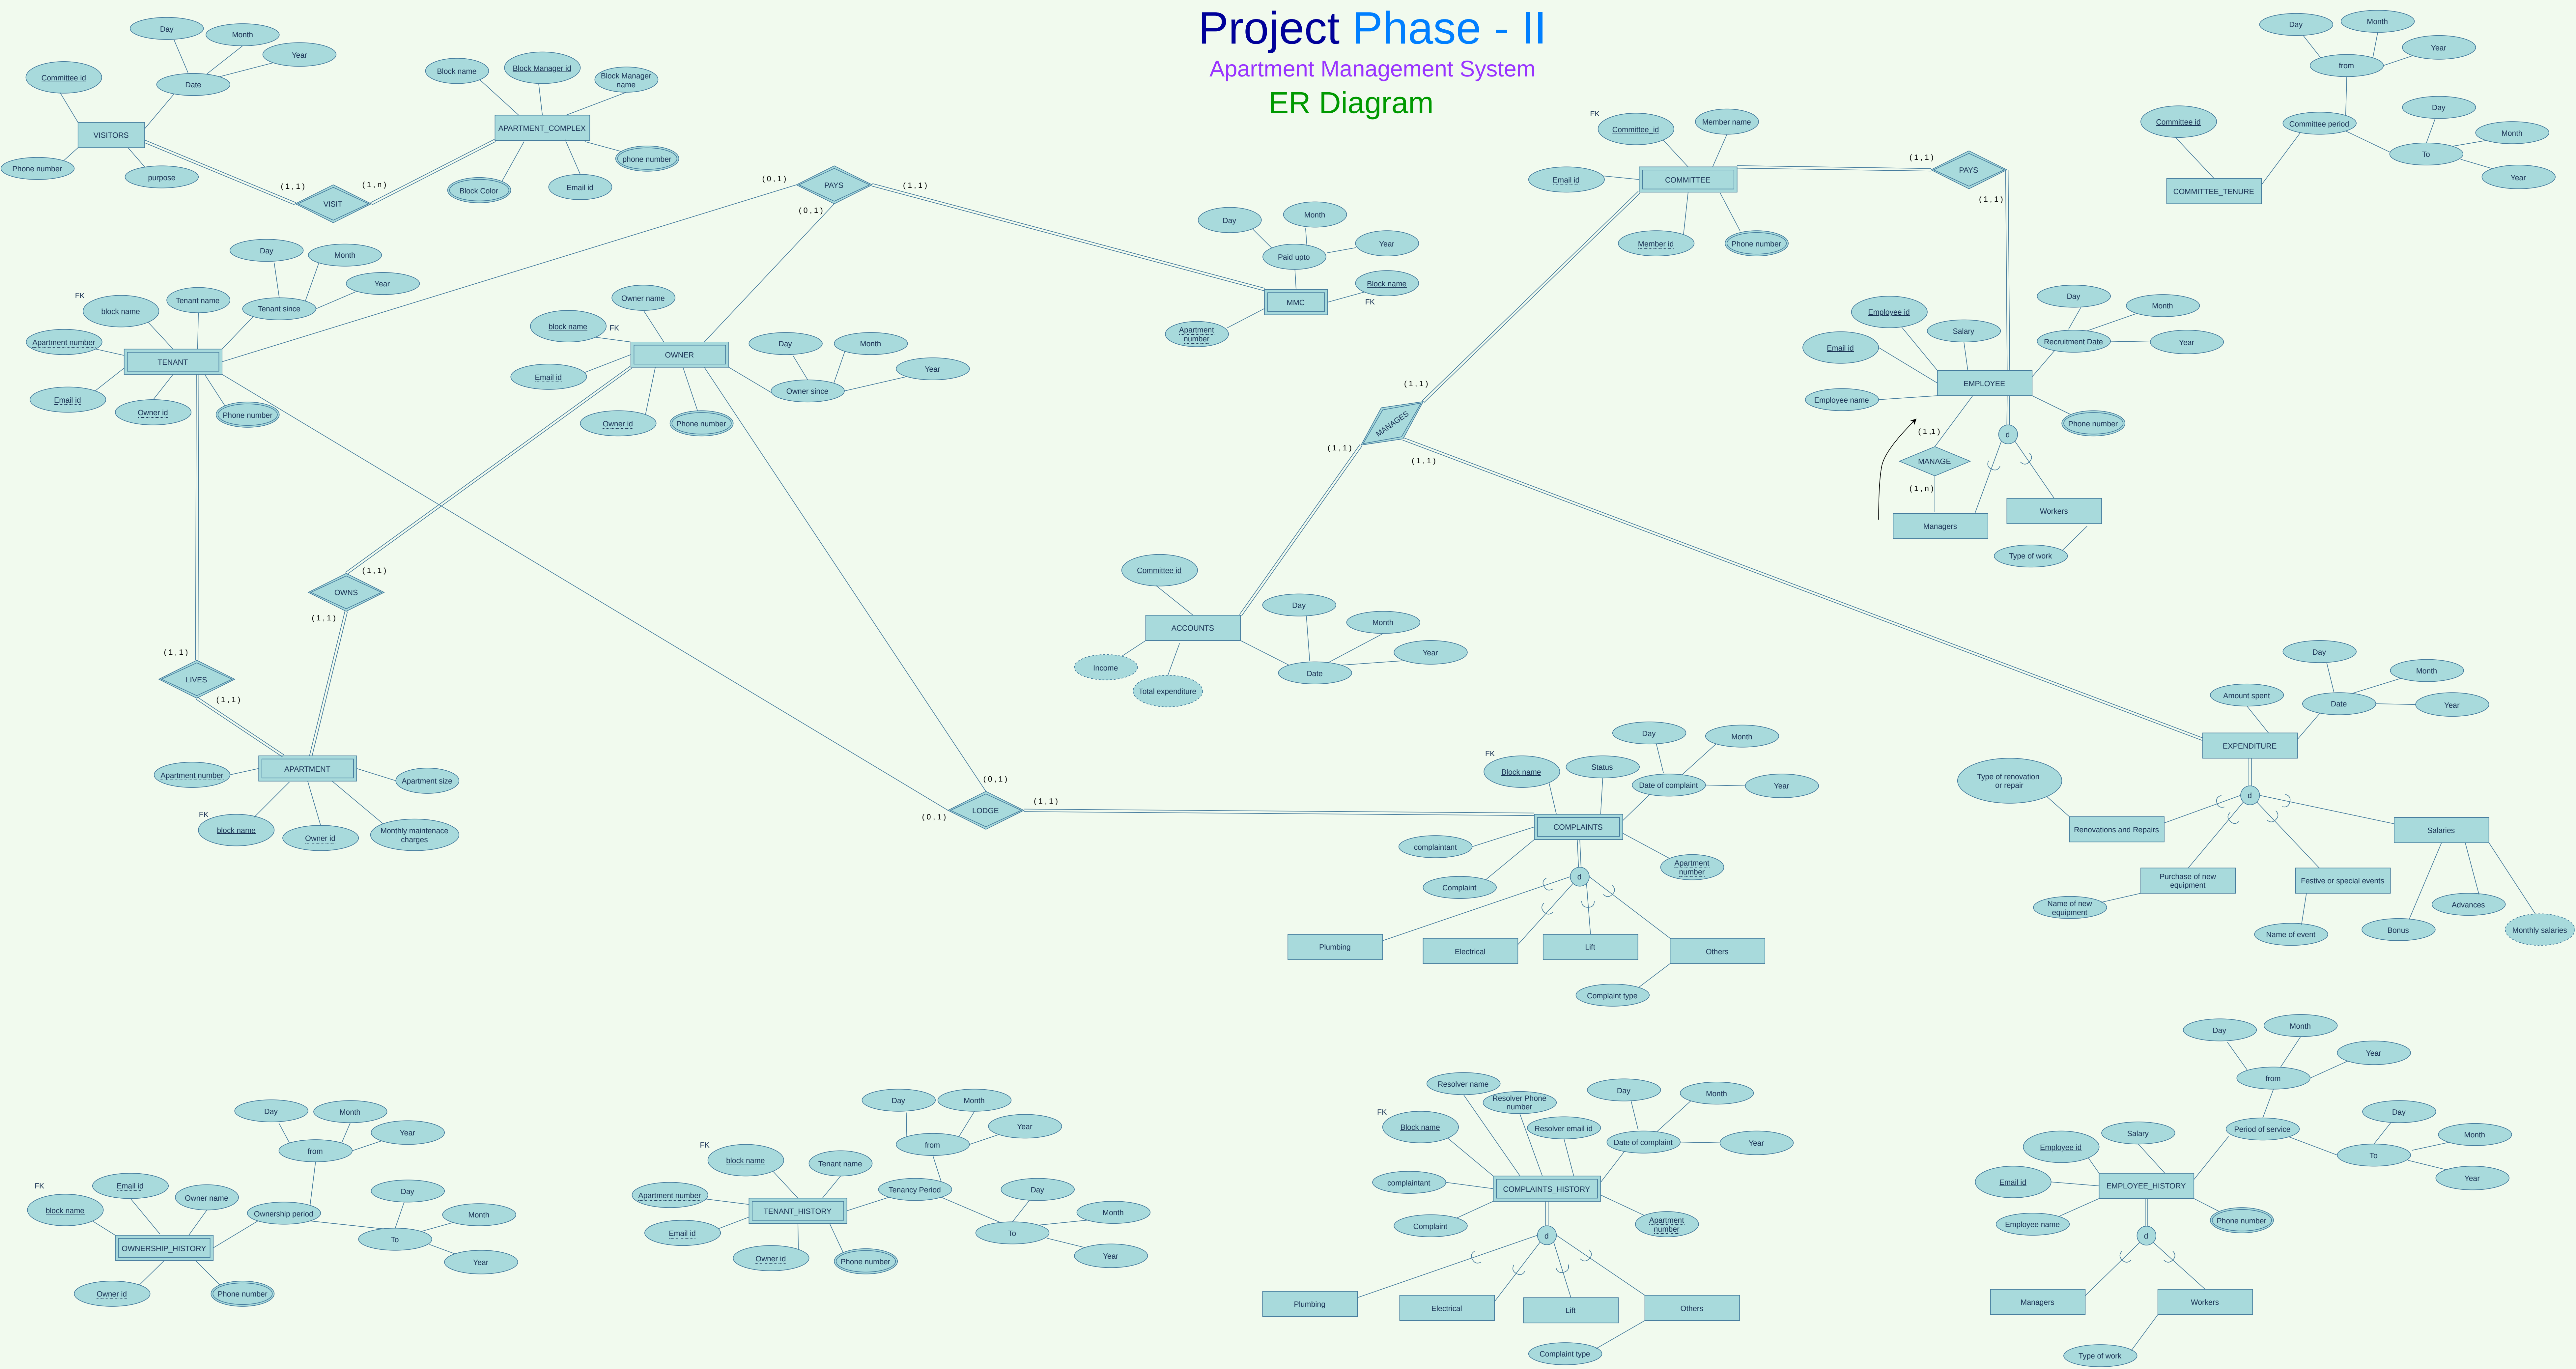 Project Phase - II
Apartment Management System
ER Diagram
Day
Month
Year
Date
Committee id
VISITORS
Phone number
purpose
( 1 , 1 )
VISIT
( 1 , n )
Block name
Block Manager id
Block Manager
name
APARTMENT_COMPLEX
phone number
Block Color
Email id
( 0 , 1 )
PAYS
( 1 , 1 )
( 0 , 1 )
Day
Month
Year
Paid upto
Block name
FK
MMC
Apartment
number
FK
Committee_id
Member name
Email id
COMMITTEE
Member id
Phone number
( 1 , 1 )
PAYS
( 1 , 1 )
Day
Month
Year
from
Committee id
Committee period
Day
Month
To
Year
COMMITTEE_TENURE
Day
Month
Year
FK
block name
Tenant name
Tenant since
Apartment number
TENANT
Email id
Owner id
Phone number
Owner name
block name
FK
OWNER
Email id
Owner id
Phone number
Day
Month
Year
Owner since
Employee id
Salary
Day
Month
Recruitment Date
Year
Email id
EMPLOYEE
Employee name
Phone number
( 1 ,1 )
d
MANAGE
( 1 , n )
Managers
Workers
Type of work
( 1 , 1 )
MANAGES
( 1 , 1 )
( 1 , 1 )
( 1 , 1 )
OWNS
( 1 , 1 )
( 1 , 1 )
LIVES
( 1 , 1 )
Apartment number
APARTMENT
Apartment size
FK
block name
Owner id
Monthly maintenace
charges
Committee id
ACCOUNTS
Income
Total expenditure
Day
Month
Year
Date
( 0 , 1 )
LODGE
( 1 , 1 )
( 0 , 1 )
FK
Block name
Status
Day
Month
Date of complaint
Year
complaintant
COMPLAINTS
Complaint
Apartment
number
d
Plumbing
Electrical
Lift
Others
Complaint type
Day
Month
Amount spent
Date
Year
EXPENDITURE
Type of renovation
or repair
d
Renovations and Repairs
Salaries
Purchase of new
equipment
Festive or special events
Name of new
equipment
Name of event
Bonus
Advances
Monthly salaries
Day
Month
Year
from
FK
Email id
block name
Owner name
Ownership period
Day
Month
To
Year
OWNERSHIP_HISTORY
Owner id
Phone number
Day
Month
Year
from
FK
block name
Tenant name
Tenancy Period
Apartment number
TENANT_HISTORY
Email id
Owner id
Phone number
Day
Month
To
Year
Resolver name
Resolver Phone
number
Resolver email id
FK
Block name
Day
Month
Date of complaint
Year
complaintant
COMPLAINTS_HISTORY
Complaint
Apartment
number
d
Plumbing
Electrical
Lift
Others
Complaint type
Day
Month
Year
from
Period of service
Day
Month
To
Year
Employee id
Salary
Email id
EMPLOYEE_HISTORY
Employee name
Phone number
d
Managers
Workers
Type of work